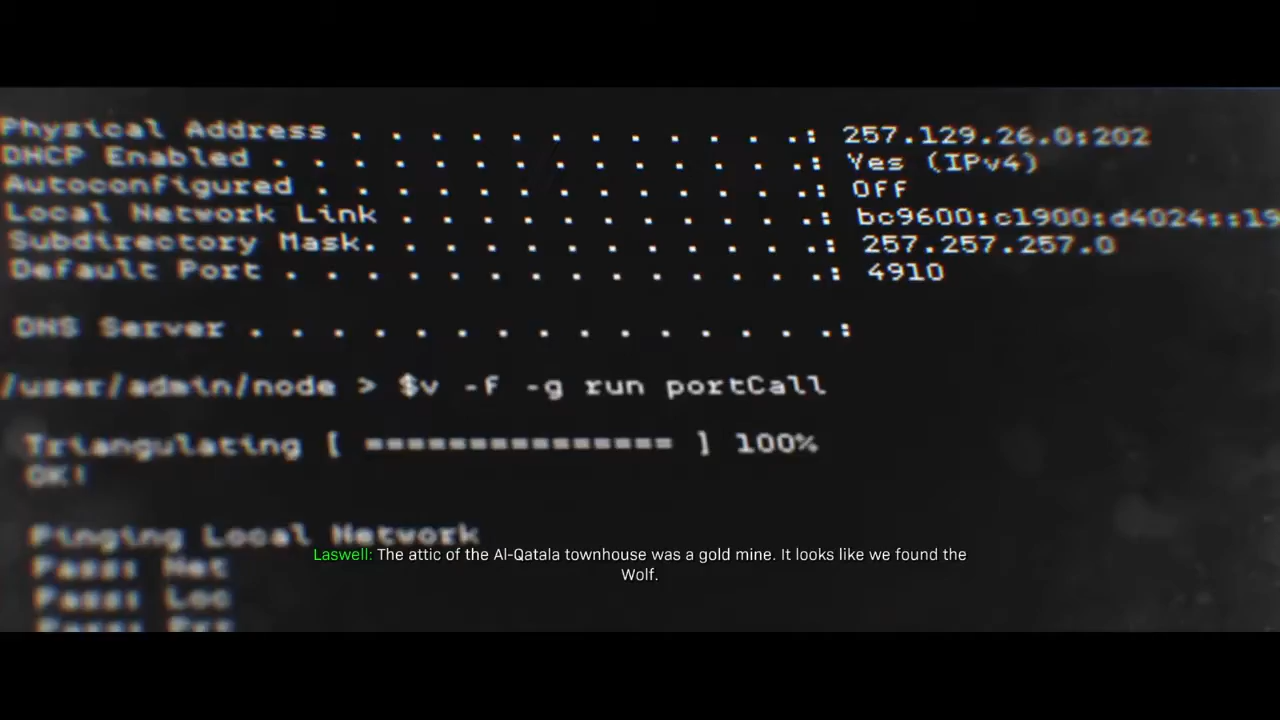 Physical Address . . . . . . . . . . . .: 257.129.26.0:202
DHCP Enabled . . . . . . . . . . . . . .: Yes (IPv4)
Autoconfigured . . . . . . . . . . . . .: Off
Local Network Link . . . . . . . . . . .: bc9600:c1900:d4024::19
Subdirectory Mask. . . . . . . . . . . .: 257.257.257.0
Default Port . . . . . . . . . . . . . .: 4910
DNS Server . . . . . . . . . . . . . . .:
/user/admin/node > $v -f -g run portCall
Triangulating [ =============== ] 100%
OK!
Pinging Local Network
Pass: Net
Pass: Loc
Pass:
Laswell: The attic of the Al-Qatala townhouse was a gold mine. It looks like we found the
Wolf.